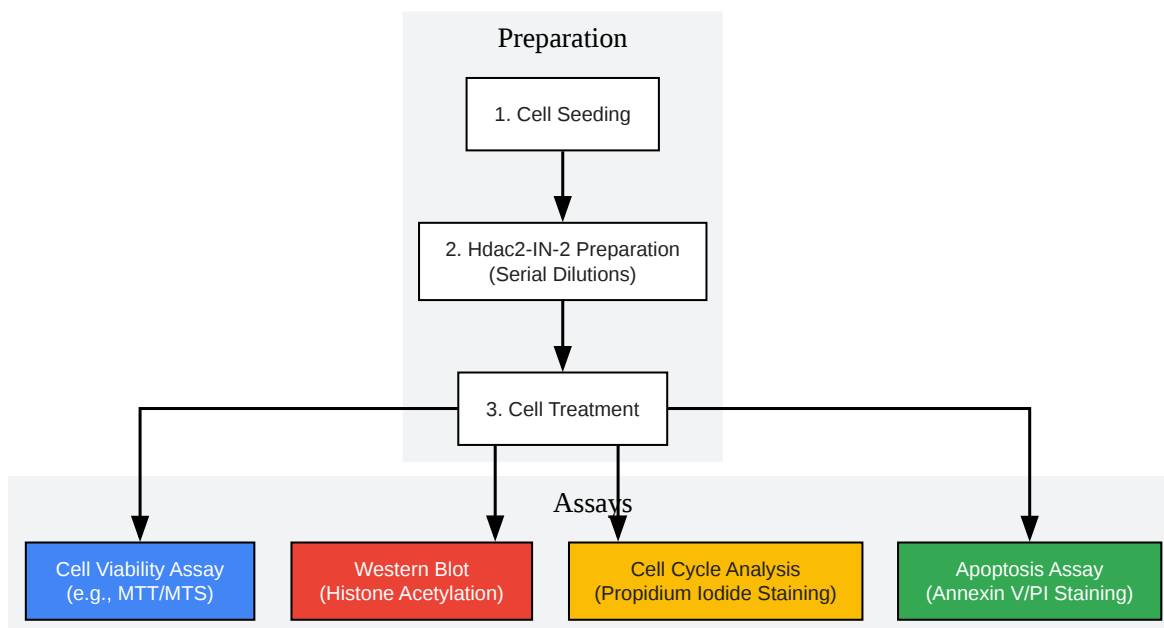 Preparation
1. Cell Seeding
2. Hdac2-IN-2 Preparation
(Serial Dilutions)
3. Cell Treatment
Assays
Cell Viability Assay
(e.g., MTT/MTS)
Western Blot
(Histone Acetylation)
Cell Cycle Analysis
(Propidium Iodide Staining)
Apoptosis Assay
(Annexin V/PI Staining)